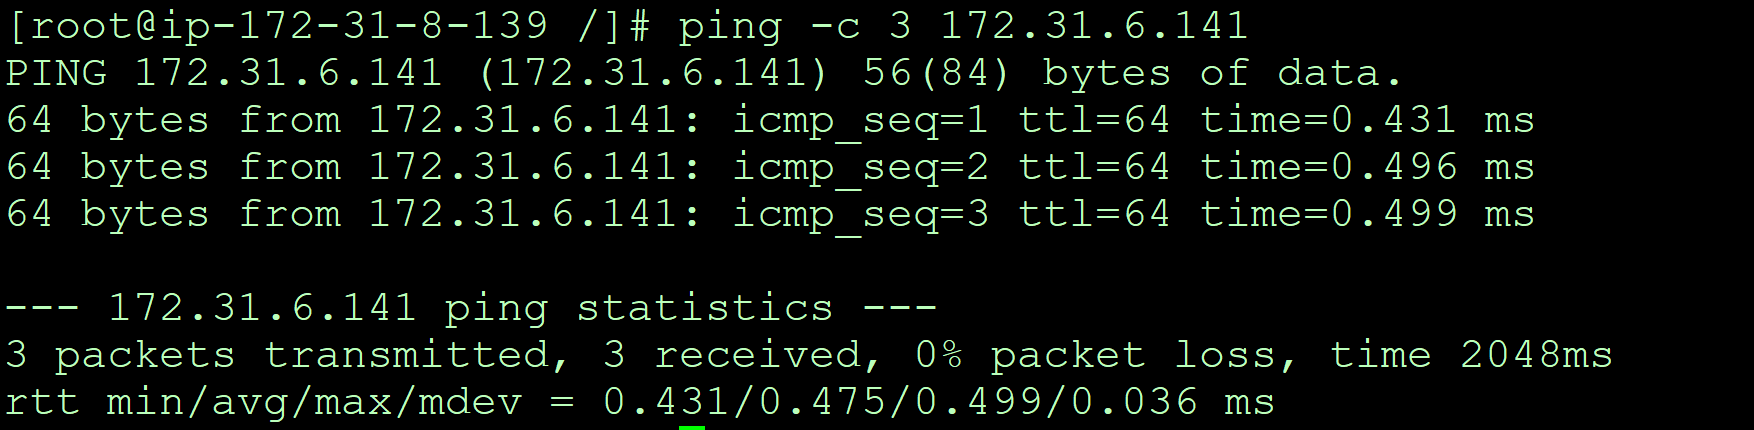 [root@ip-172-31-8-139 /]# ping -c 3 172.31.6.141
PING 172.31.6.141 (172.31.6.141) 56(84) bytes of data.
64 bytes from 172.31.6.141: icmp_seq=1 ttl=64 time=0.431 ms
64 bytes from 172.31.6.141: icmp_seq=2 ttl=64 time=0.496 ms
64 bytes from 172.31.6.141: icmp_seq=3 ttl=64 time=0.499 ms
--- 172.31.6.141 ping statistics ---
3 packets transmitted, 3 received, 0% packet loss, time 2048ms
rtt min/avg/max/mdev = 0.431/0.475/0.499/0.036 ms